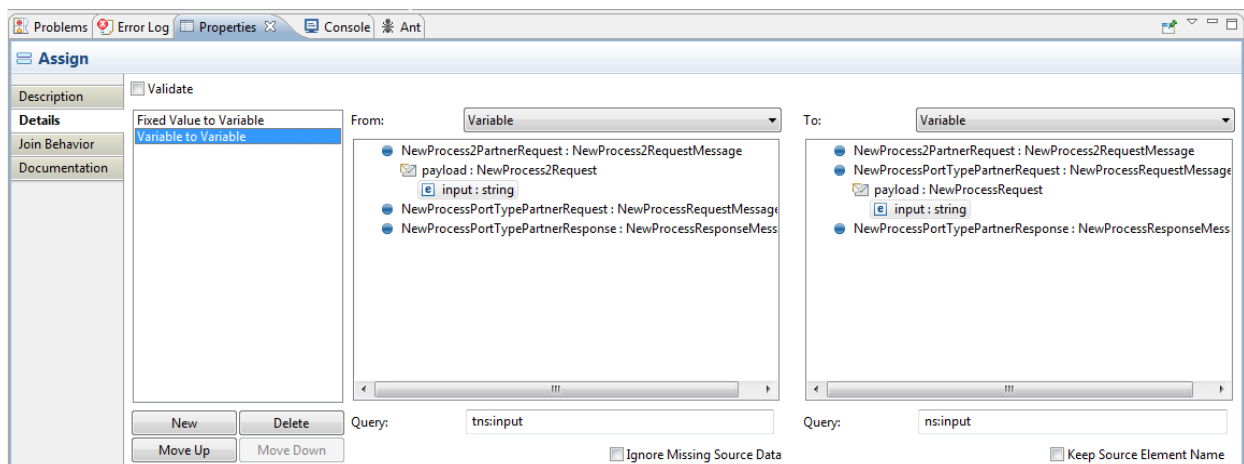 Problems Error Log Properties Console Ant
Assign
Description
Details
Join Behavior
Documentation
Validate
Fixed Value to Variable
Variable to Variable
New Delete
Move Up Move Down
From: Variable
NewProcess2PartnerRequest : NewProcess2RequestMessage
payload : NewProcess2Request
e input : string
NewProcessPortTypePartnerRequest : NewProcessRequestMessage
NewProcessPortTypePartnerResponse : NewProcessResponseMess
Query: tns:input
Ignore Missing Source Data
To: Variable
NewProcess2PartnerRequest : NewProcess2RequestMessage
NewProcessPortTypePartnerRequest : NewProcessRequestMessage
payload : NewProcessRequest
e input : string
NewProcessPortTypePartnerResponse : NewProcessResponseMess
Query: ns:input
Keep Source Element Name